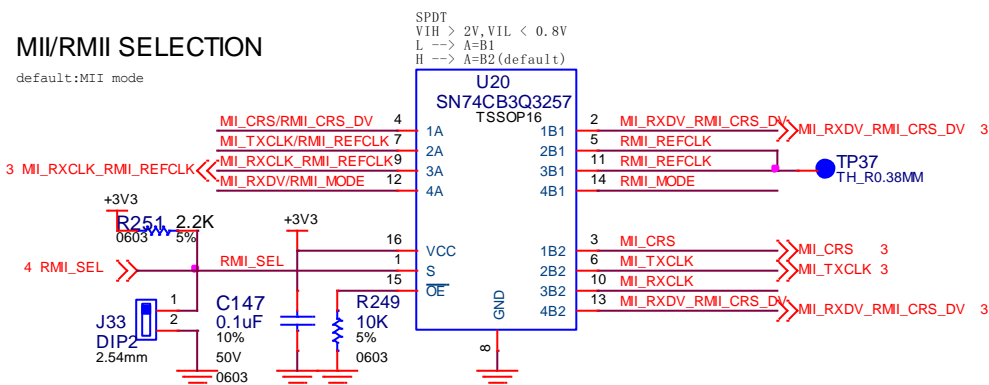 SPDT
VIH > 2V,VIL < 0.8V
L --> A=B1
H --> A=B2(default)
MII/RMII SELECTION
default:MII mode
U20
SN74CB3Q3257
TSSOP16
MII_CRS/RMII_CRS_DV 4 1A
1B1 2 MII_RXDV_RMII_CRS_DV MII_RXDV_RMII_CRS_DV 3
MII_TXCLK/RMII_REFCLK 7 2A
2B1 5 RMII_REFCLK
3 MII_RXCLK_RMII_REFCLK MII_RXCLK_RMII_REFCLK 9 3A
3B1 11 RMII_REFCLK
TP37
TH_R0.38MM
MII_RXDV/RMII_MODE 12 4A
4B1 14 RMII_MODE
+3V3
R251 2.2K
0603 5%
+3V3
16 VCC
1B2 3 MII_CRS MII_CRS 3
4 RMII_SEL RMII_SEL 1 S
2B2 6 MII_TXCLK MII_TXCLK 3
15 OE
3B2 10 MII_RXCLK
4B2 13 MII_RXDV_RMII_CRS_DV MII_RXDV_RMII_CRS_DV 3
GND
8
1
2
J33
DIP2
2.54mm
C147
0.1uF
10%
50V
0603
R249
10K
5%
0603